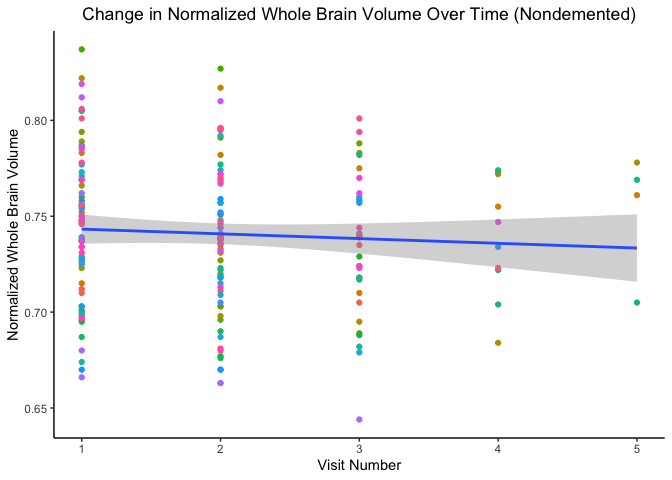 Change in Normalized Whole Brain Volume Over Time (Nondemented)
Normalized Whole Brain Volume
0.80
0.75
0.70
0.65
1 2 3 4 5
Visit Number